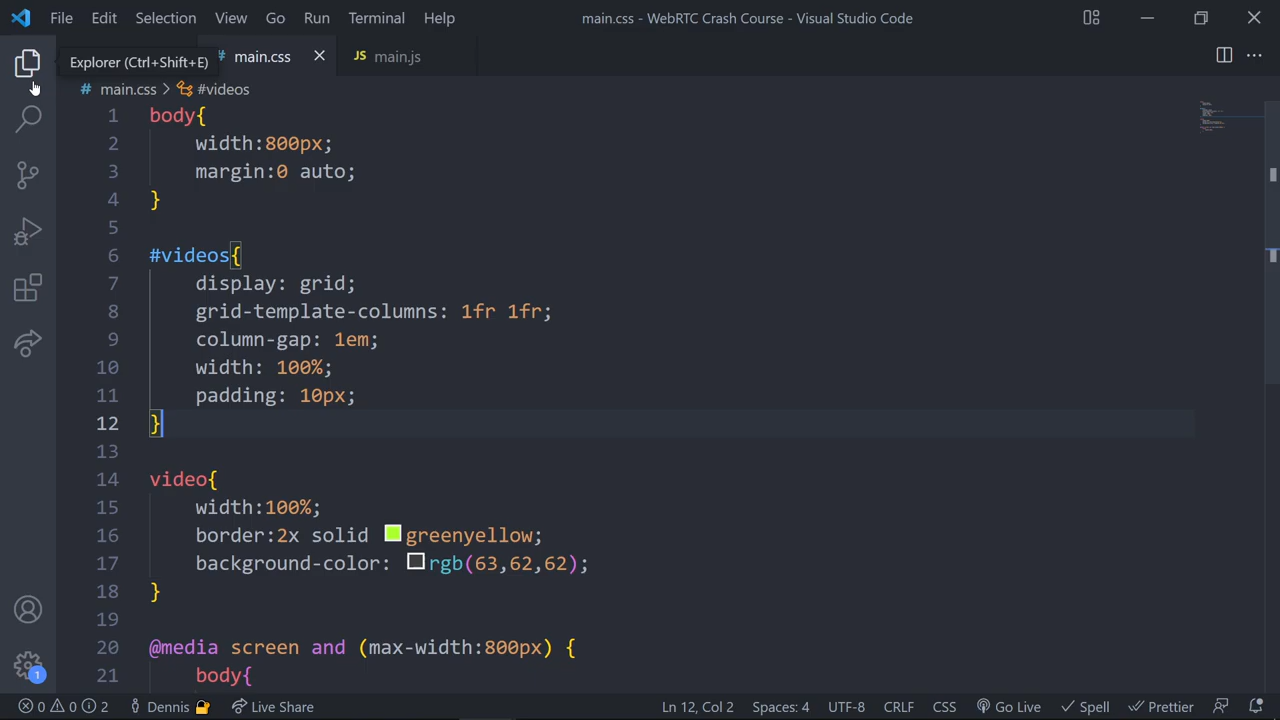 File Edit Selection View Go Run Terminal Help main.css - WebRTC Crash Course - Visual Studio Code
Explorer (Ctrl+Shift+E) # main.css JS main.js
# main.css > #videos
1 body{
2 width:800px;
3 margin:0 auto;
4 }
5
6 #videos{
7 display: grid;
8 grid-template-columns: 1fr 1fr;
9 column-gap: 1em;
10 width: 100%;
11 padding: 10px;
12 }
13
14 video{
15 width:100%;
16 border:2x solid greenyellow;
17 background-color: rgb(63,62,62);
18 }
19
20 @media screen and (max-width:800px) {
21 body{
1
0 0 2 Dennis Live Share Ln 12, Col 2 Spaces: 4 UTF-8 CRLF CSS Go Live Spell Prettier